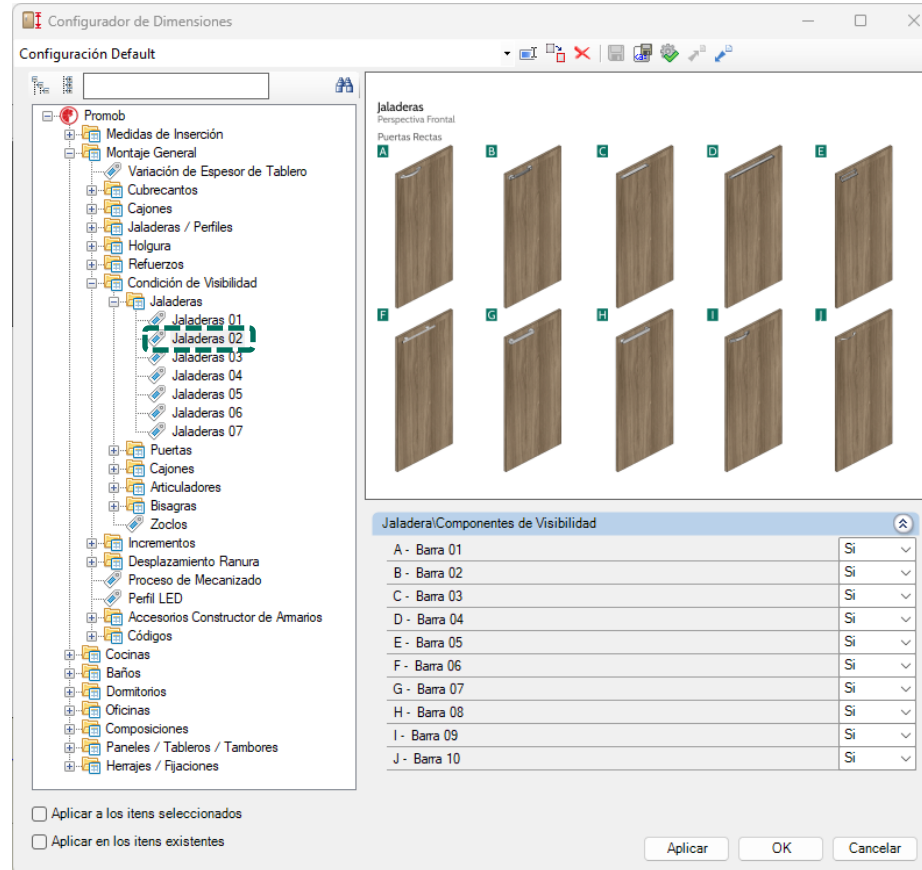 Configurador de Dimensiones
Configuración Default
Promob
Medidas de Inserción
Montaje General
Variación de Espesor de Tablero
Cubrecantos
Cajones
Jaladeras / Perfiles
Holgura
Refuerzos
Condición de Visibilidad
Jaladeras
Jaladeras 01
Jaladeras 02
Jaladeras 03
Jaladeras 04
Jaladeras 05
Jaladeras 06
Jaladeras 07
Puertas
Cajones
Articuladores
Bisagras
Zoclos
Incrementos
Desplazamiento Ranura
Proceso de Mecanizado
Perfil LED
Accesorios Constructor de Armarios
Códigos
Cocinas
Baños
Dormitorios
Oficinas
Composiciones
Paneles / Tableros / Tambores
Herrajes / Fijaciones
Jaladeras
Perspectiva Frontal
Puertas Rectas
A B C D E
F G H I J
Jaladera\Componentes de Visibilidad
A - Barra 01 Si
B - Barra 02 Si
C - Barra 03 Si
D - Barra 04 Si
E - Barra 05 Si
F - Barra 06 Si
G - Barra 07 Si
H - Barra 08 Si
I - Barra 09 Si
J - Barra 10 Si
Aplicar a los itens seleccionados
Aplicar en los itens existentes
Aplicar OK Cancelar